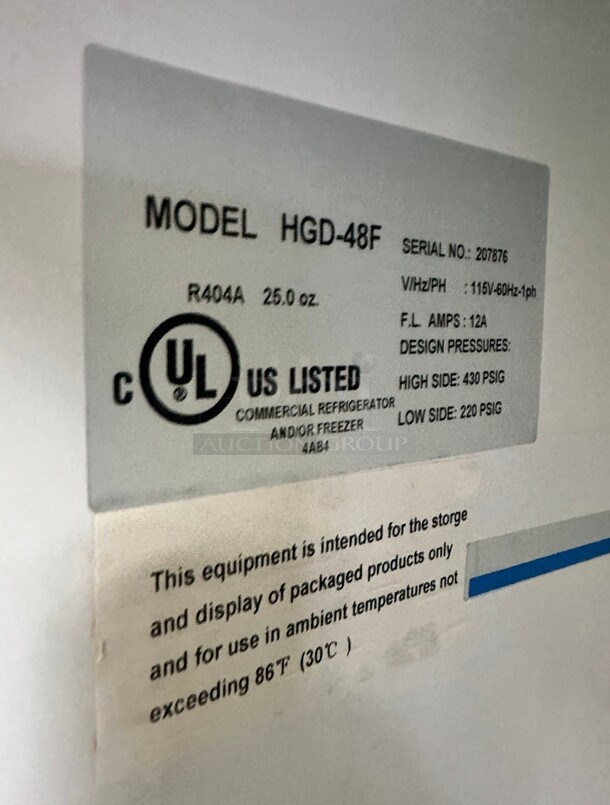 MODEL HGD-48F
R404A 25.0 oz.
C UL US LISTED
COMMERCIAL REFRIGERATOR
AND/OR FREEZER
4A84
SERIAL NO.: 207876
V/Hz/PH : 115V-60Hz-1ph
F.L. AMPS : 12A
DESIGN PRESSURES:
HIGH SIDE: 430 PSIG
LOW SIDE: 220 PSIG
AUCTION GROUP
This equipment is intended for the storge
and display of packaged products only
and for use in ambient temperatures not
exceeding 86℉ (30℃ )